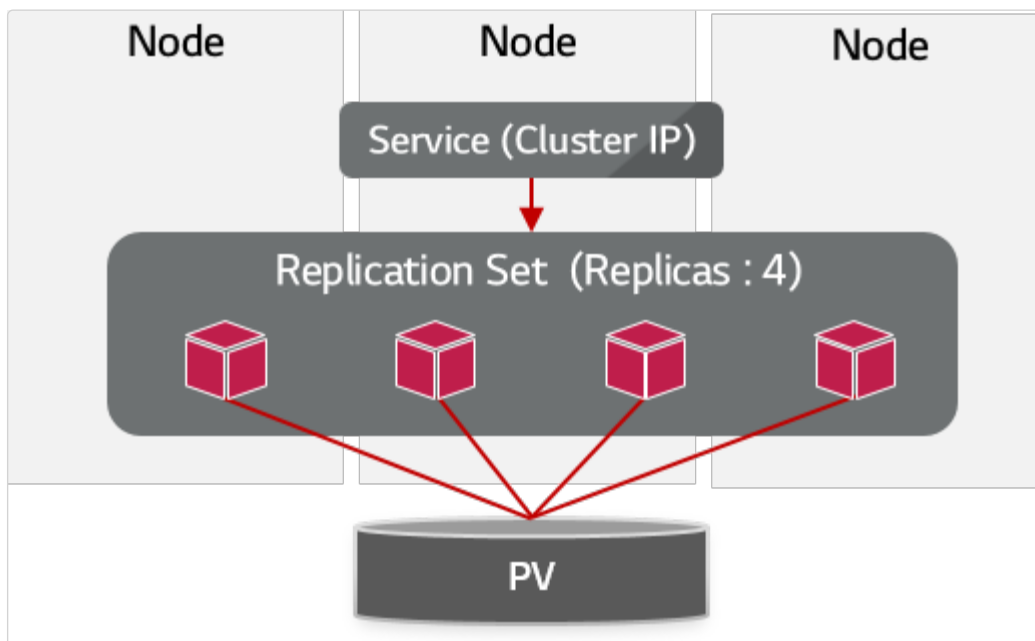 Node
Node
Node
Service (Cluster IP)
Replication Set (Replicas : 4)
PV